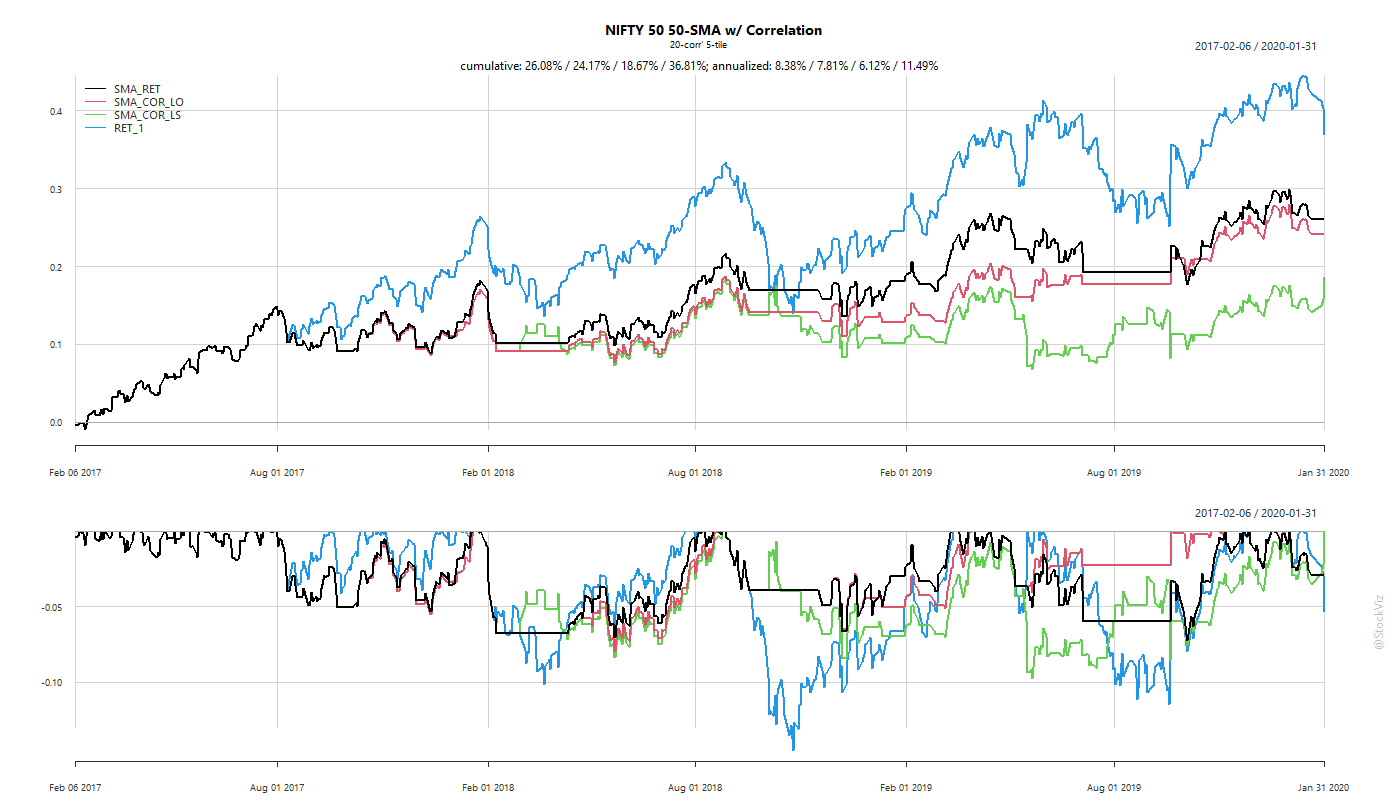 NIFTY 50 50-SMA w/ Correlation
20-corr' 5-tile
2017-02-06 / 2020-01-31
cumulative: 26.08% / 24.17% / 18.67% / 36.81%; annualized: 8.38% / 7.81% / 6.12% / 11.49%
SMA_RET
SMA_COR_LO
SMA_COR_LS
RET_1
0.4
0.3
0.2
0.1
0.0
Feb 06 2017 Aug 01 2017 Feb 01 2018 Aug 01 2018 Feb 01 2019 Aug 01 2019 Jan 31 2020
2017-02-06 / 2020-01-31
-0.05
-0.10
@StockViz
Feb 06 2017 Aug 01 2017 Feb 01 2018 Aug 01 2018 Feb 01 2019 Aug 01 2019 Jan 31 2020